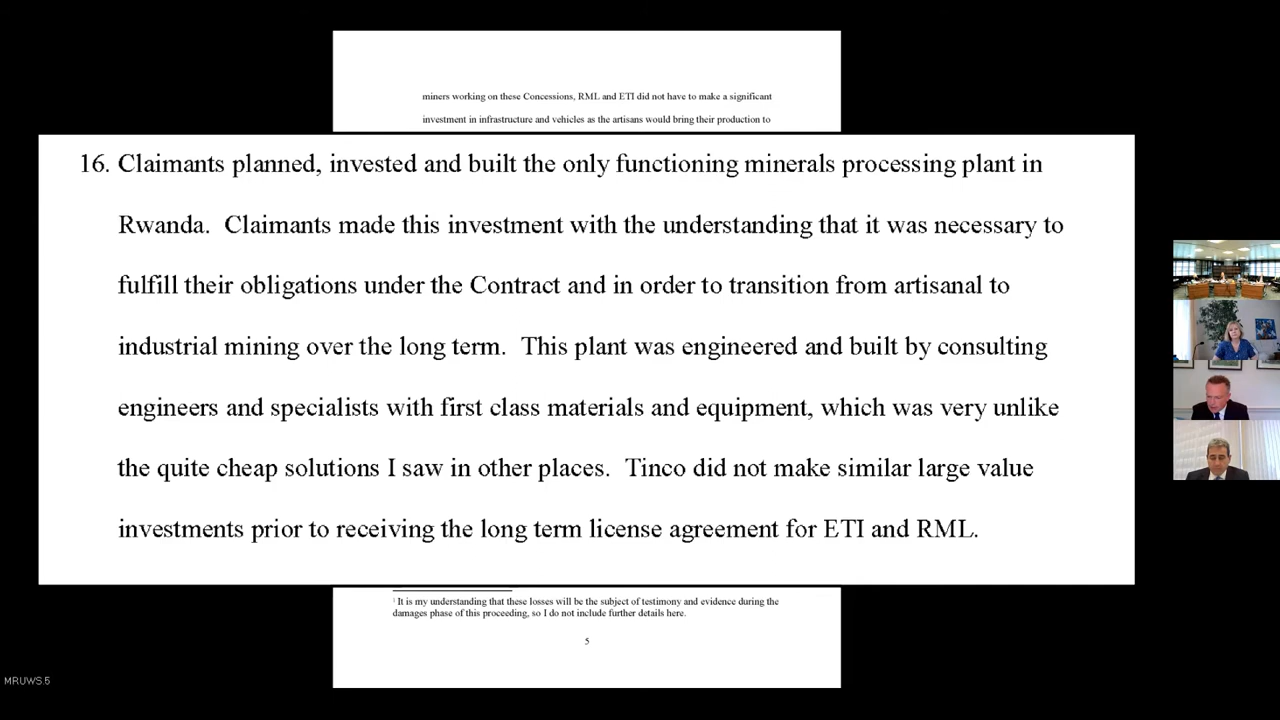 miners working on these Concessions, RML and ETI did not have to make a significant
investment in infrastructure and vehicles as the artisans would bring their production to
16. Claimants planned, invested and built the only functioning minerals processing plant in
Rwanda. Claimants made this investment with the understanding that it was necessary to
fulfill their obligations under the Contract and in order to transition from artisanal to
industrial mining over the long term. This plant was engineered and built by consulting
engineers and specialists with first class materials and equipment, which was very unlike
the quite cheap solutions I saw in other places. Tinco did not make similar large value
investments prior to receiving the long term license agreement for ETI and RML.
¹ It is my understanding that these losses will be the subject of testimony and evidence during the
damages phase of this proceeding, so I do not include further details here.
5
MRUWS.5